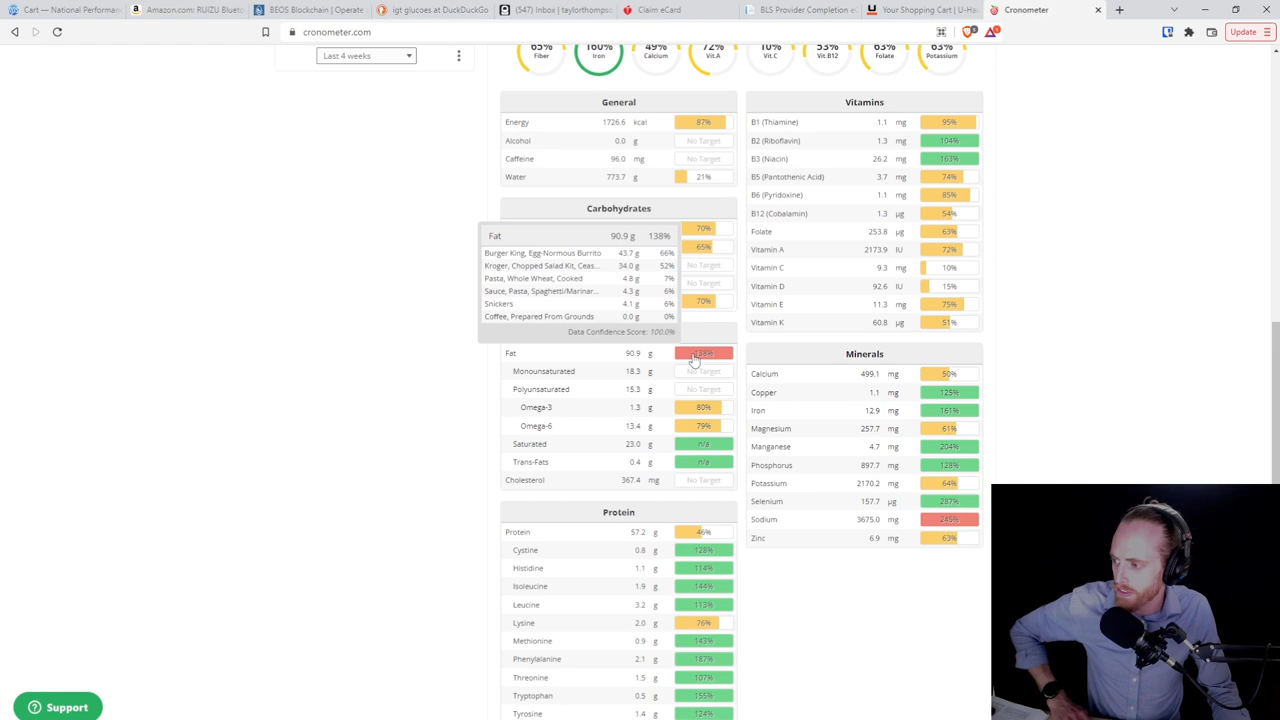 Cart — National Performan
Amazon.com: RUIZU Bluetoo
BEOS Blockchain | Operate
igt glucoes at DuckDuckGo
(547) Inbox | taylorthompso
Claim eCard
BLS Provider Completion eC
Your Shopping Cart | U-Ha
Cronometer
cronometer.com
Update
Last 4 weeks
65% 160% 49% 72% 10% 53% 63% 63%
Fiber Iron Calcium Vit.A Vit.C Vit.B12 Folate Potassium
General
Energy 1726.6 kcal 87%
Alcohol 0.0 g No Target
Caffeine 96.0 mg No Target
Water 773.7 g 21%
Carbohydrates
70%
65%
No Target
No Target
70%
Fat 90.9 g 138%
Burger King, Egg-Normous Burrito 43.7 g 66%
Kroger, Chopped Salad Kit, Ceas... 34.0 g 52%
Pasta, Whole Wheat, Cooked 4.8 g 7%
Sauce, Pasta, Spaghetti/Marinar... 4.3 g 6%
Snickers 4.1 g 6%
Coffee, Prepared From Grounds 0.0 g 0%
Data Confidence Score: 100.0%
Fat 90.9 g 138%
Monounsaturated 18.3 g No Target
Polyunsaturated 15.3 g No Target
Omega-3 1.3 g 80%
Omega-6 13.4 g 79%
Saturated 23.0 g n/a
Trans-Fats 0.4 g n/a
Cholesterol 367.4 mg No Target
Protein
Protein 57.2 g 46%
Cystine 0.8 g 128%
Histidine 1.1 g 114%
Isoleucine 1.9 g 144%
Leucine 3.2 g 113%
Lysine 2.0 g 76%
Methionine 0.9 g 143%
Phenylalanine 2.1 g 187%
Threonine 1.5 g 107%
Tryptophan 0.5 g 155%
Tyrosine 1.4 g 124%
Vitamins
B1 (Thiamine) 1.1 mg 95%
B2 (Riboflavin) 1.3 mg 104%
B3 (Niacin) 26.2 mg 163%
B5 (Pantothenic Acid) 3.7 mg 74%
B6 (Pyridoxine) 1.1 mg 85%
B12 (Cobalamin) 1.3 µg 54%
Folate 253.8 µg 63%
Vitamin A 2173.9 IU 72%
Vitamin C 9.3 mg 10%
Vitamin D 92.6 IU 15%
Vitamin E 11.3 mg 75%
Vitamin K 60.8 µg 51%
Minerals
Calcium 499.1 mg 50%
Copper 1.1 mg 125%
Iron 12.9 mg 161%
Magnesium 257.7 mg 61%
Manganese 4.7 mg 204%
Phosphorus 897.7 mg 128%
Potassium 2170.2 mg 64%
Selenium 157.7 µg 287%
Sodium 3675.0 mg 245%
Zinc 6.9 mg 63%
Support